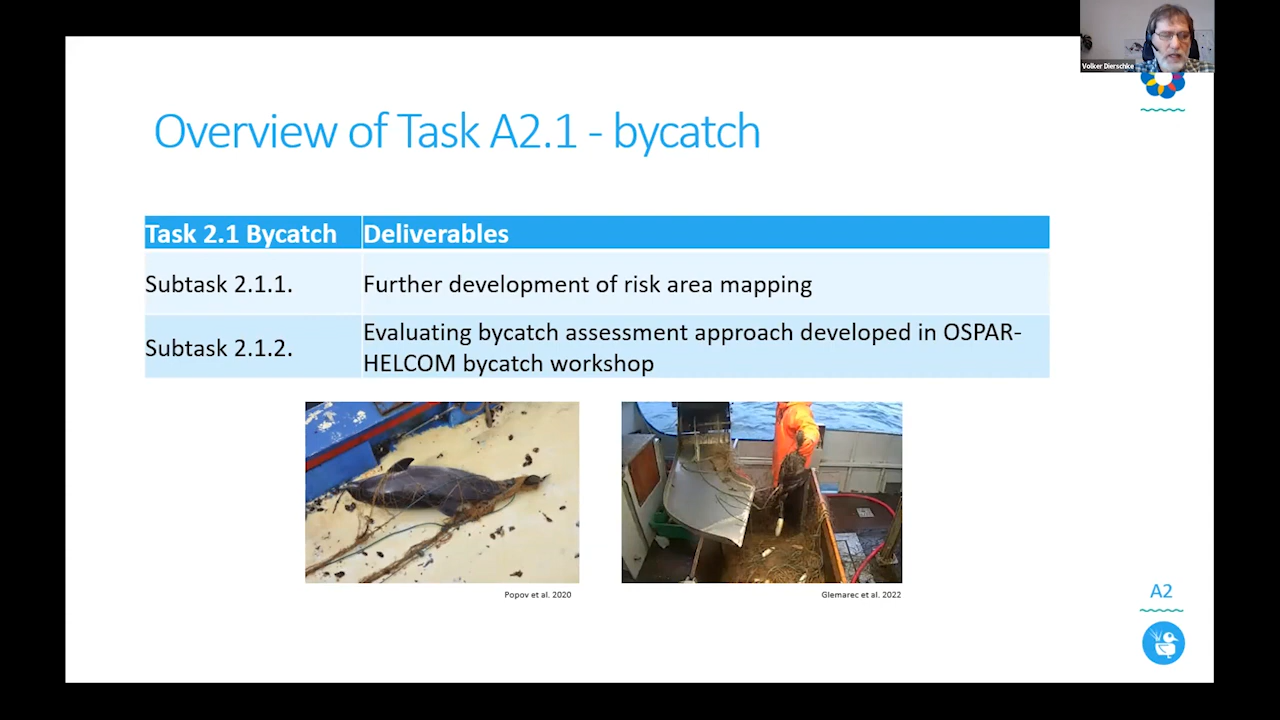 Volker Dierschke
Overview of Task A2.1 - bycatch
Task 2.1 Bycatch Deliverables
Subtask 2.1.1. Further development of risk area mapping
Subtask 2.1.2. Evaluating bycatch assessment approach developed in OSPAR-
HELCOM bycatch workshop
Popov et al. 2020
Glemarec et al. 2022
A2